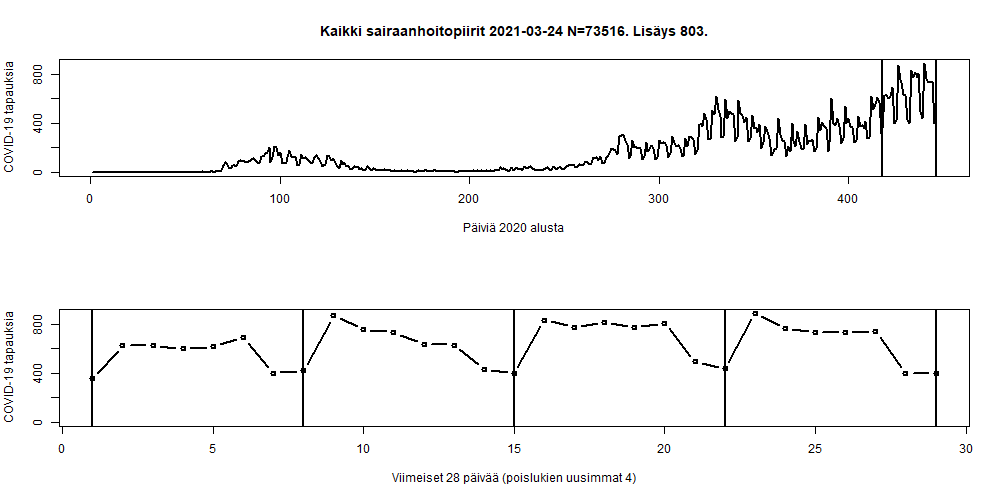 Kaikki sairaanhoitopiirit 2021-03-24 N=73516. Lisäys 803.
COVID-19 tapauksia
800
400
0
0 100 200 300 400
Päiviä 2020 alusta
COVID-19 tapauksia
800
400
0
0 5 10 15 20 25 30
Viimeiset 28 päivää (poislukien uusimmat 4)